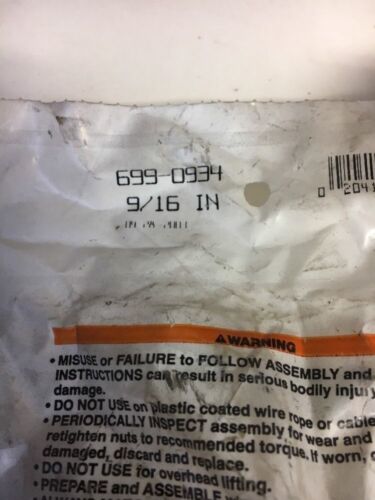 699-0934
9/16 IN
0 2041
WARNING
• MISUSE or FAILURE to FOLLOW ASSEMBLY and
INSTRUCTIONS can result in serious bodily injury
damage.
• DO NOT USE on plastic coated wire rope or cable
• PERIODICALLY INSPECT assembly for wear and
retighten nuts to recommended torque. If worn,
damaged, discard and replace.
• DO NOT USE for overhead lifting.
• PREPARE and ASSEMBLE